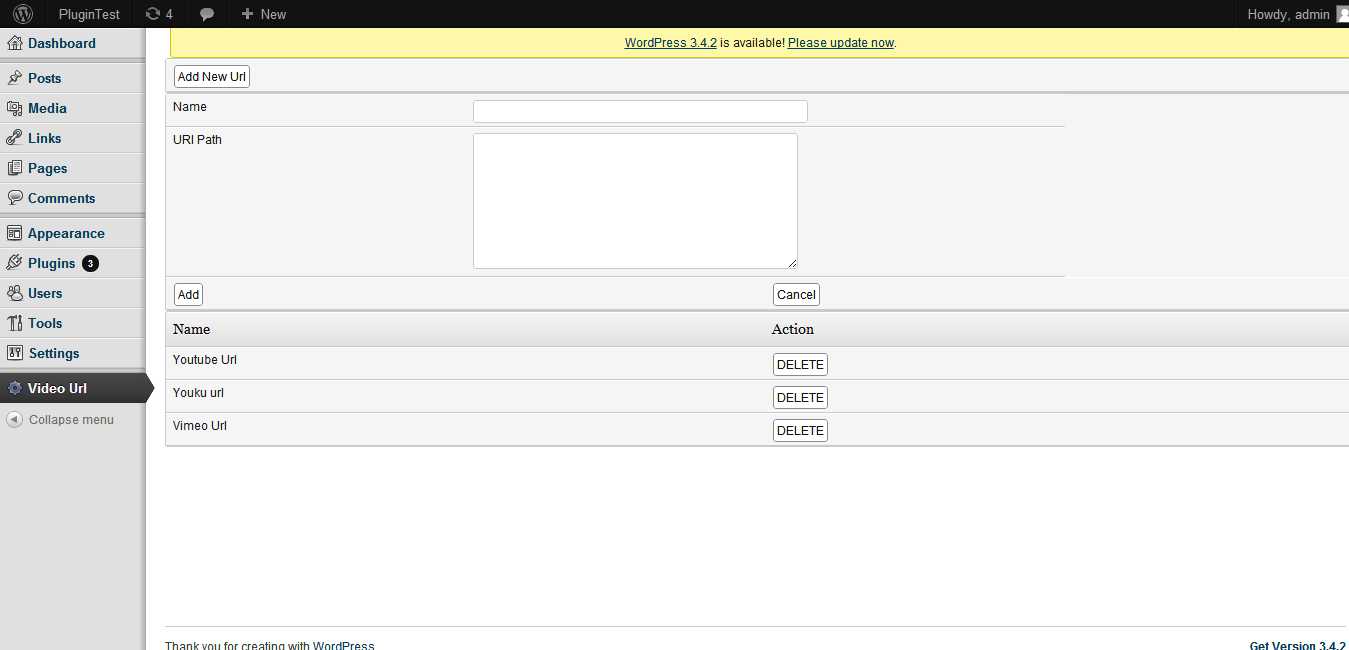 PluginTest 4 New Howdy, admin
Dashboard
Posts
Media
Links
Pages
Comments
Appearance
Plugins 3
Users
Tools
Settings
Video Url
Collapse menu
WordPress 3.4.2 is available! Please update now.
Add New Url
Name
URI Path
Add Cancel
Name Action
Youtube Url DELETE
Youku url DELETE
Vimeo Url DELETE
Thank you for creating with WordPress Get Version 3.4.2